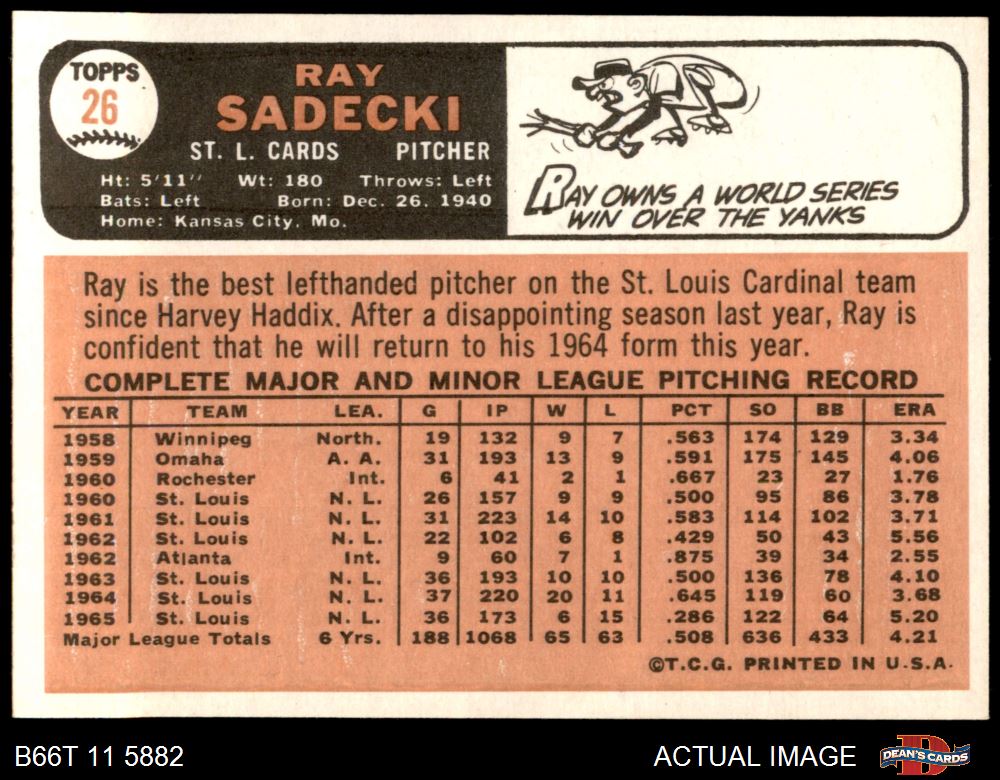 TOPPS
26
RAY
SADECKI
ST. L. CARDS PITCHER
Ht: 5'11" Wt: 180 Throws: Left
Bats: Left Born: Dec. 26, 1940
Home: Kansas City, Mo.
RAY OWNS A WORLD SERIES
WIN OVER THE YANKS
Ray is the best lefthanded pitcher on the St. Louis Cardinal team
since Harvey Haddix. After a disappointing season last year, Ray is
confident that he will return to his 1964 form this year.
COMPLETE MAJOR AND MINOR LEAGUE PITCHING RECORD
YEAR TEAM LEA. G IP W L PCT SO BB ERA
1958 Winnipeg North. 19 132 9 7 .563 174 129 3.34
1959 Omaha A. A. 31 193 13 9 .591 175 145 4.06
1960 Rochester Int. 6 41 2 1 .667 23 27 1.76
1960 St. Louis N. L. 26 157 9 9 .500 95 86 3.78
1961 St. Louis N. L. 31 223 14 10 .583 114 102 3.71
1962 St. Louis N. L. 22 102 6 8 .429 50 43 5.56
1962 Atlanta Int. 9 60 7 1 .875 39 34 2.55
1963 St. Louis N. L. 36 193 10 10 .500 136 78 4.10
1964 St. Louis N. L. 37 220 20 11 .645 119 60 3.68
1965 St. Louis N. L. 36 173 6 15 .286 122 64 5.20
Major League Totals 6 Yrs. 188 1068 65 63 .508 636 433 4.21
©T.C.G. PRINTED IN U.S.A.
B66T 11 5882 ACTUAL IMAGE DEAN'S CARDS